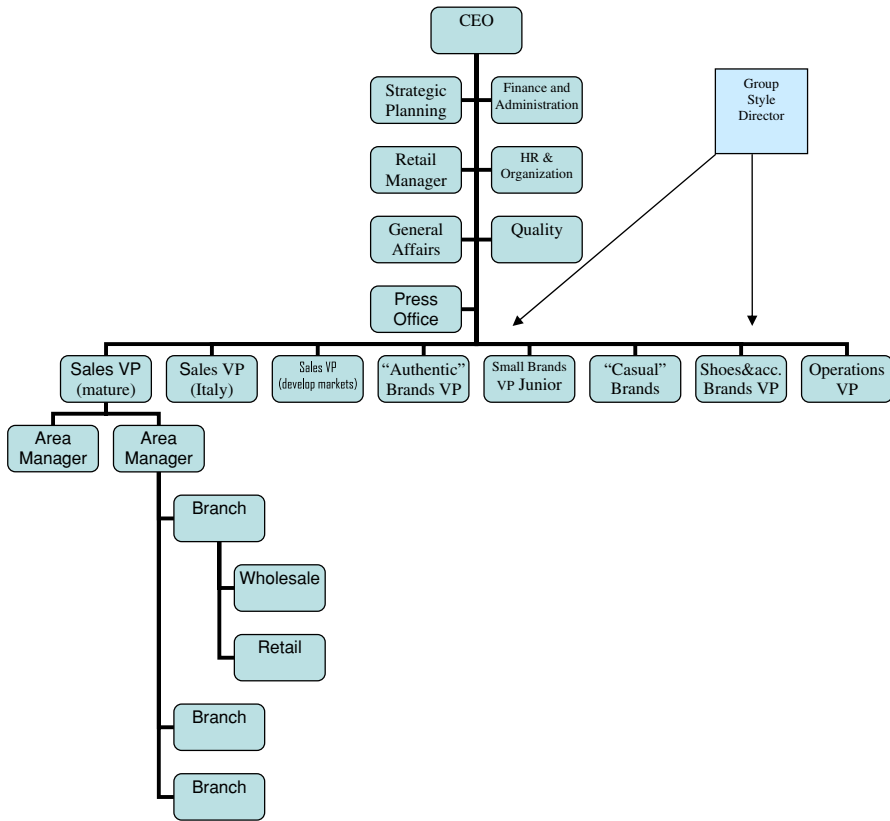 CEO
Strategic
Planning
Finance and
Administration
Group
Style
Director
Retail
Manager
HR &
Organization
General
Affairs
Quality
Press
Office
Sales VP
(mature)
Sales VP
(Italy)
Sales VP
(develop markets)
“Authentic”
Brands VP
Small Brands
VP Junior
“Casual”
Brands
Shoes&acc.
Brands VP
Operations
VP
Area
Manager
Area
Manager
Branch
Wholesale
Retail
Branch
Branch